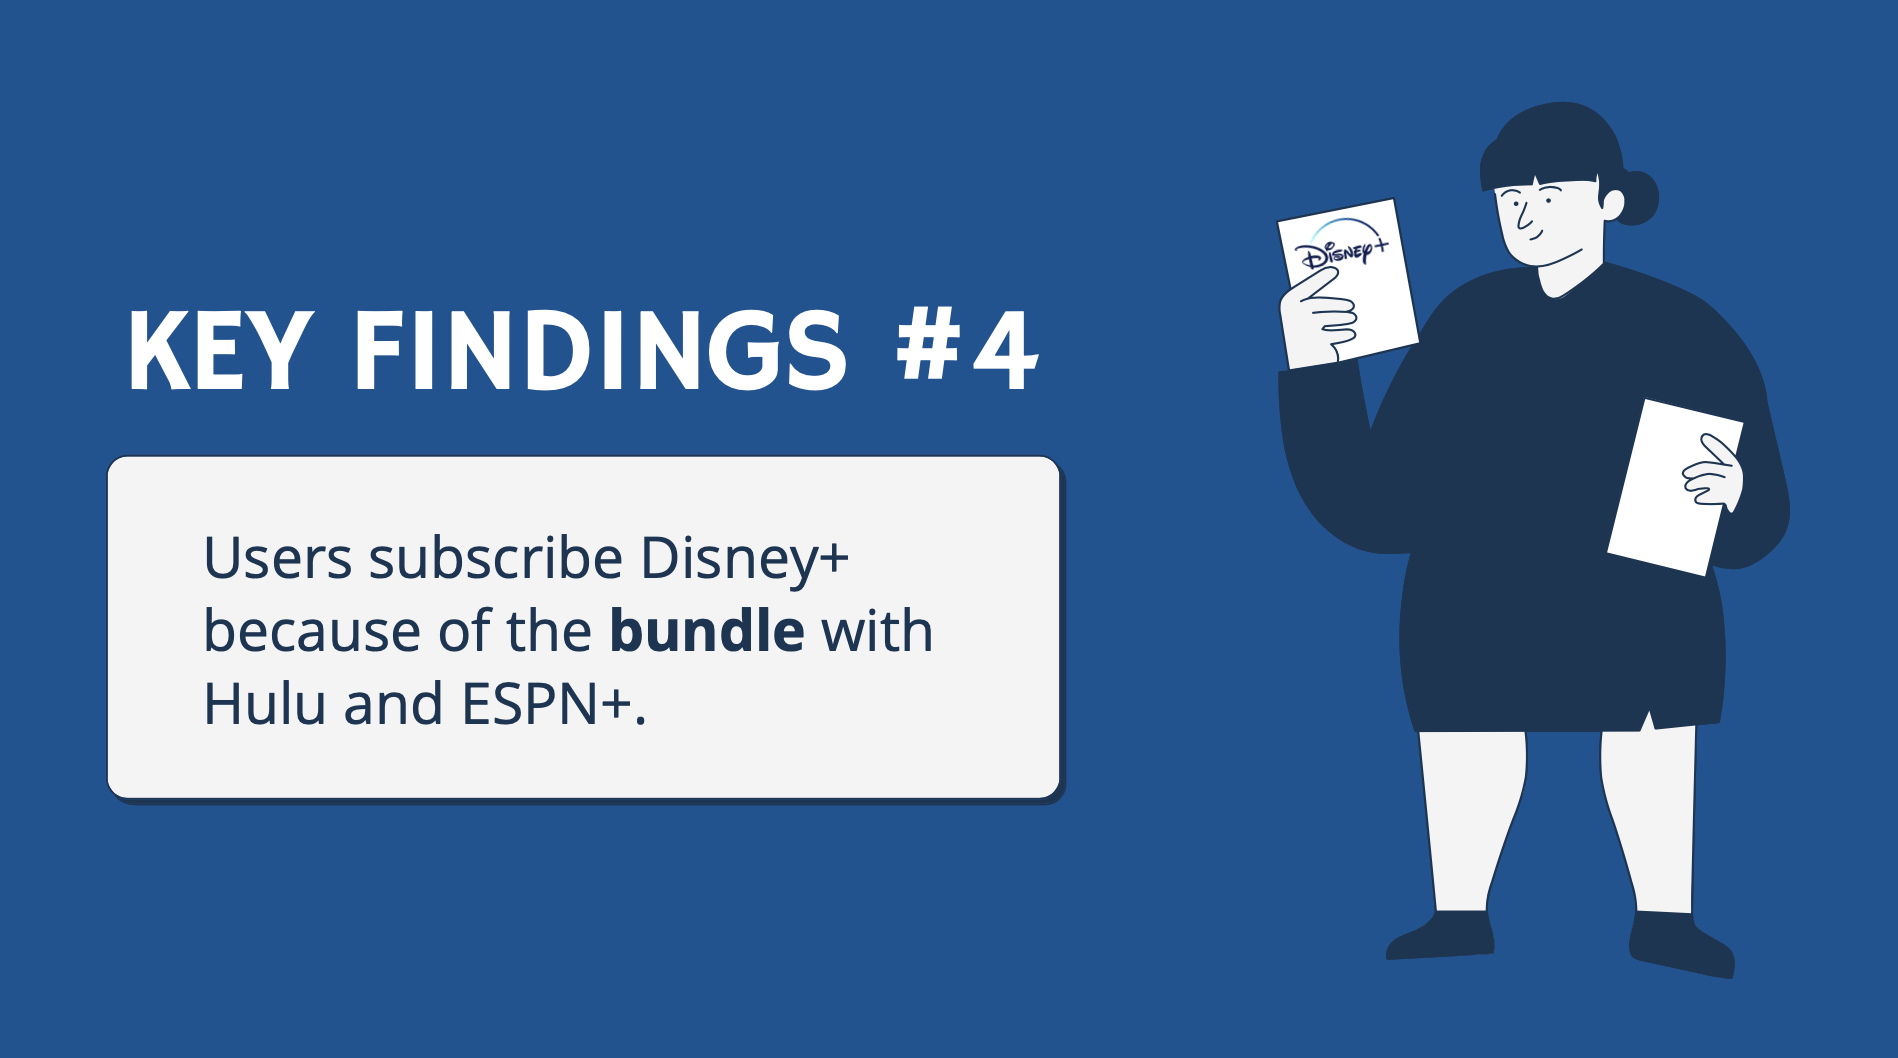 KEY FINDINGS #4
Disney+
Users subscribe Disney+
because of the bundle with
Hulu and ESPN+.